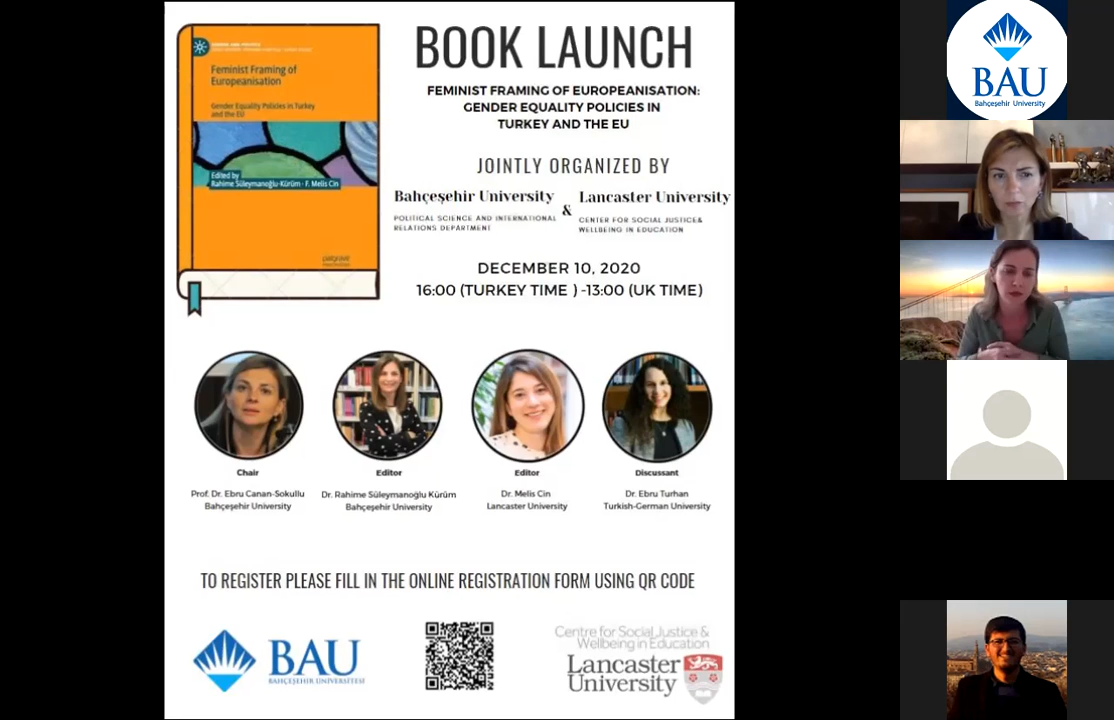 BOOK LAUNCH
FEMINIST FRAMING OF EUROPEANISATION:
GENDER EQUALITY POLICIES IN
TURKEY AND THE EU
JOINTLY ORGANIZED BY
Bahçeşehir University
POLITICAL SCIENCE AND INTERNATIONAL
RELATIONS DEPARTMENT
&
Lancaster University
CENTER FOR SOCIAL JUSTICE&
WELLBEING IN EDUCATION
DECEMBER 10, 2020
16:00 (TURKEY TIME ) -13:00 (UK TIME)
GENDER AND POLITICS
Feminist Framing of
Europeanisation
Gender Equality Policies in Turkey
and the EU
Edited by
Rahime Süleymanoğlu-Kürüm · F. Melis Cin
palgrave
Chair
Prof. Dr. Ebru Canan-Sokullu
Bahçeşehir University
Editor
Dr. Rahime Süleymanoğlu Kürüm
Bahçeşehir University
Editor
Dr. Melis Cin
Lancaster University
Discussant
Dr. Ebru Turhan
Turkish-German University
TO REGISTER PLEASE FILL IN THE ONLINE REGISTRATION FORM USING QR CODE
BAU
BAHÇEŞEHİR ÜNİVERSİTESİ
Centre for Social Justice &
Wellbeing in Education
Lancaster
University
BAU
Bahçeşehir University